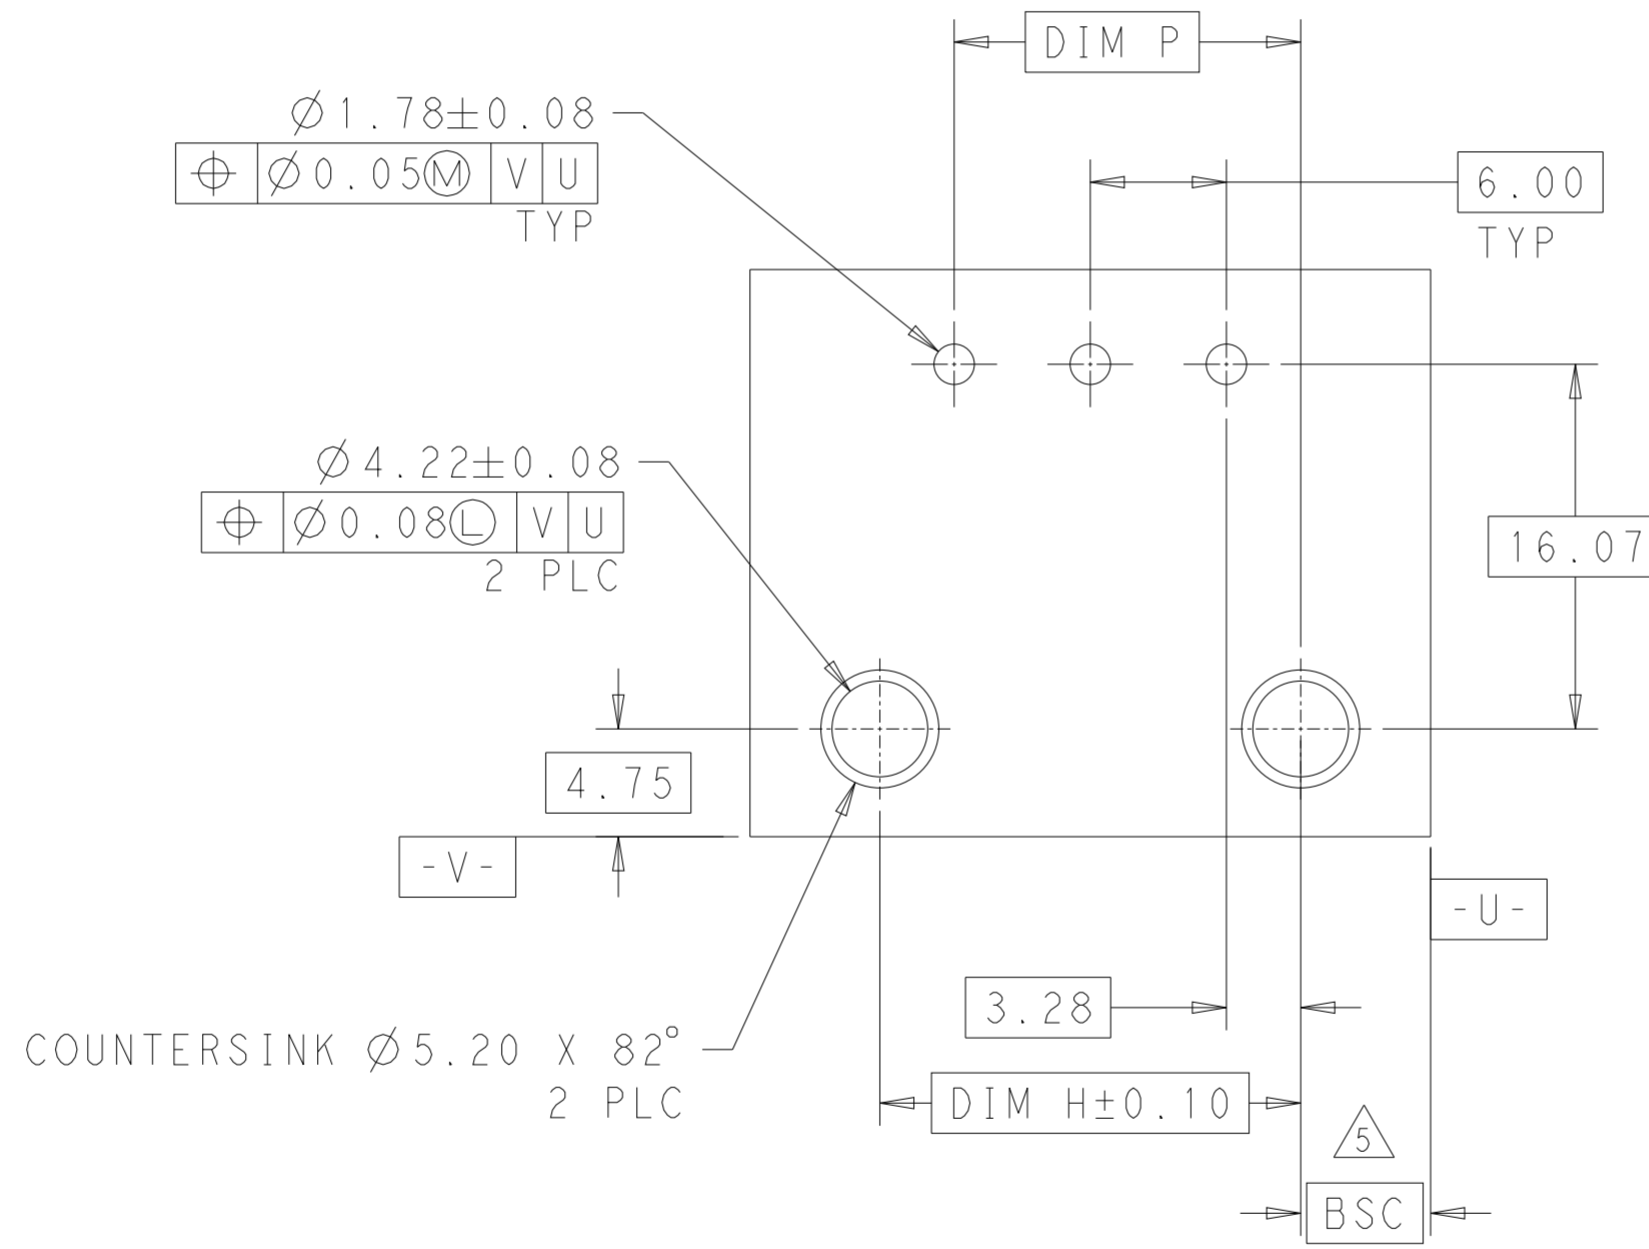 DIM P
Ø1.78±0.08
⌖ Ø0.05Ⓜ V U
TYP
6.00
TYP
Ø4.22±0.08
⌖ Ø0.08Ⓛ V U
2 PLC
16.07
4.75
-V-
-U-
3.28
COUNTERSINK Ø5.20 X 82°
2 PLC
DIM H±0.10
5
BSC